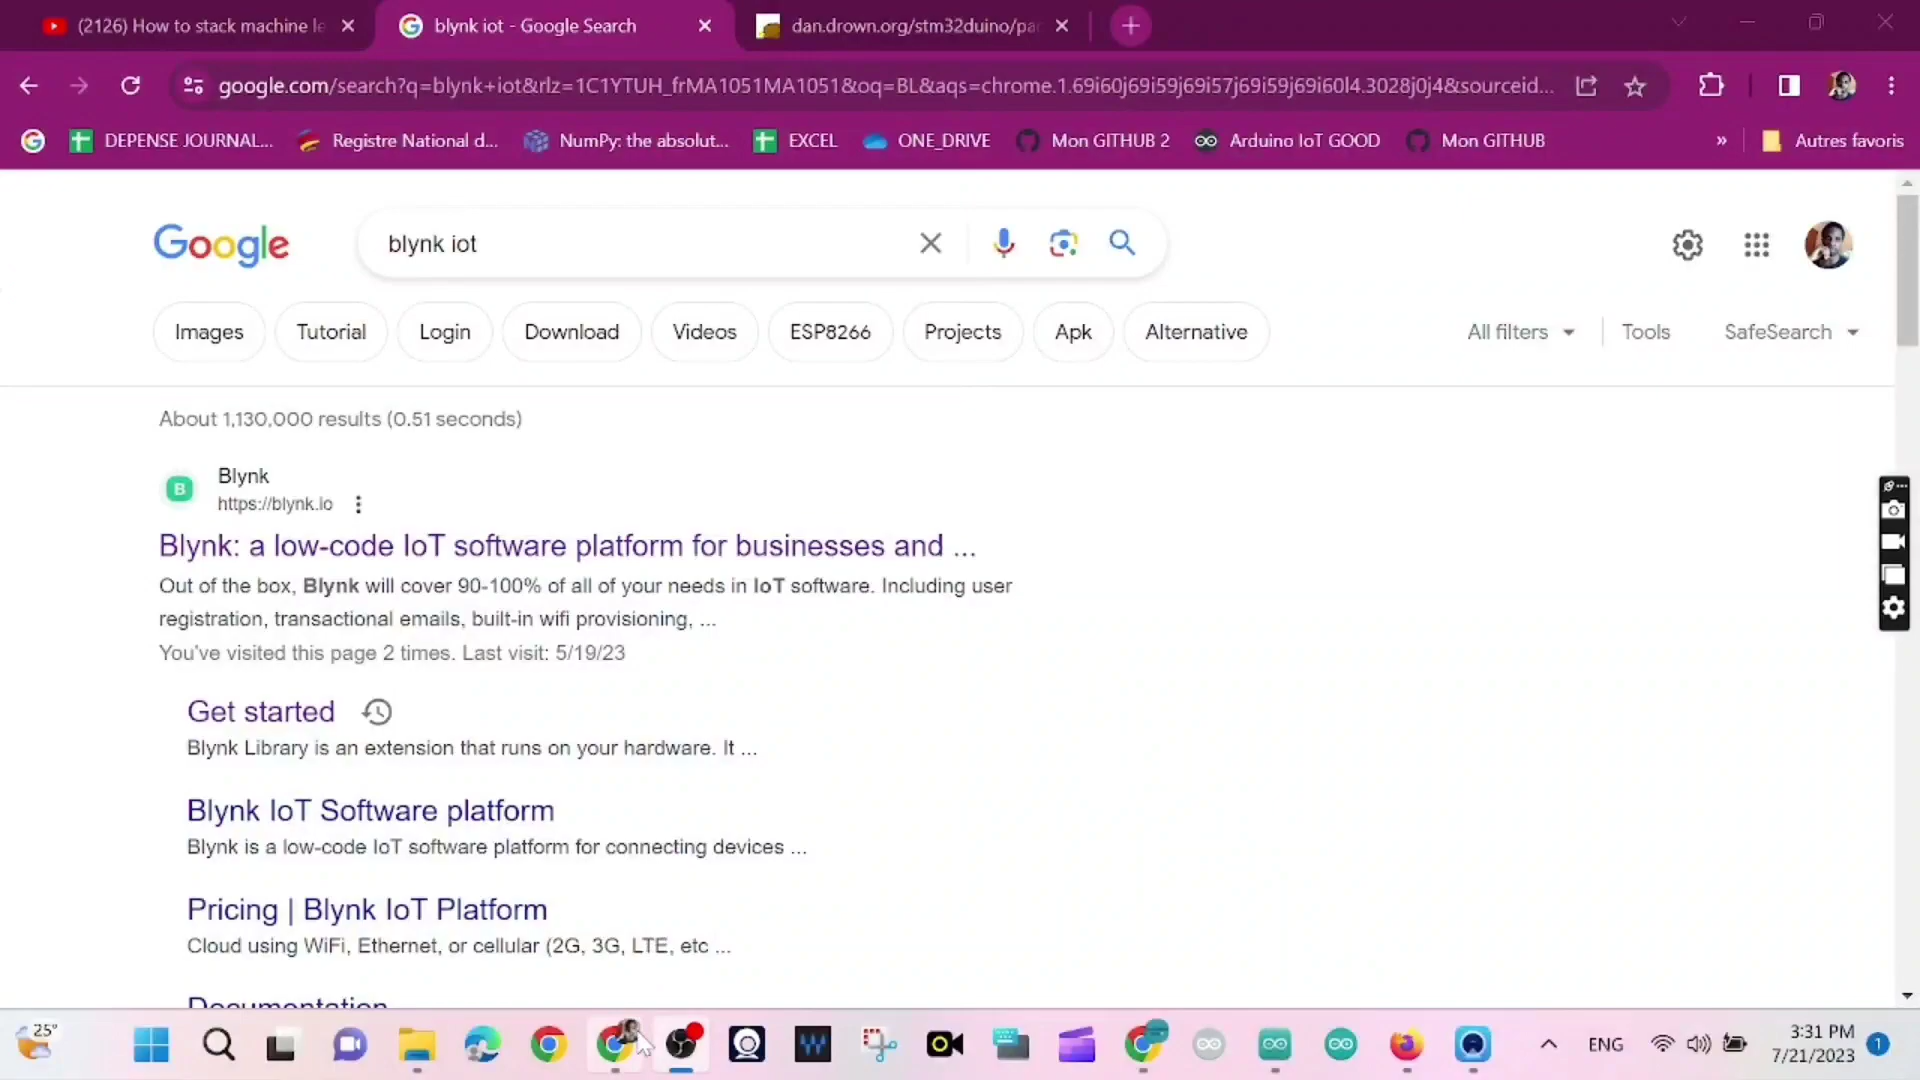 (2126) How to stack machine le
blynk iot - Google Search
dan.drown.org/stm32duino/pa
google.com/search?q=blynk+iot&rlz=1C1YTUH_frMA1051MA1051&oq=BL&aqs=chrome.1.69i60j69i59j69i57j69i59j69i60l4.3028j0j4&sourceid...
DEPENSE JOURNAL...
Registre National d...
NumPy: the absolut...
EXCEL
ONE_DRIVE
Mon GITHUB 2
Arduino IoT GOOD
Mon GITHUB
»
Autres favoris
Google
blynk iot
Images
Tutorial
Login
Download
Videos
ESP8266
Projects
Apk
Alternative
All filters
Tools
SafeSearch
About 1,130,000 results (0.51 seconds)
B
Blynk
https://blynk.io
Blynk: a low-code IoT software platform for businesses and ...
Out of the box, Blynk will cover 90-100% of all of your needs in IoT software. Including user
registration, transactional emails, built-in wifi provisioning, ...
You've visited this page 2 times. Last visit: 5/19/23
Get started
Blynk Library is an extension that runs on your hardware. It ...
Blynk IoT Software platform
Blynk is a low-code IoT software platform for connecting devices ...
Pricing | Blynk IoT Platform
Cloud using WiFi, Ethernet, or cellular (2G, 3G, LTE, etc ...
Documentation
25°
ENG
3:31 PM
7/21/2023
1